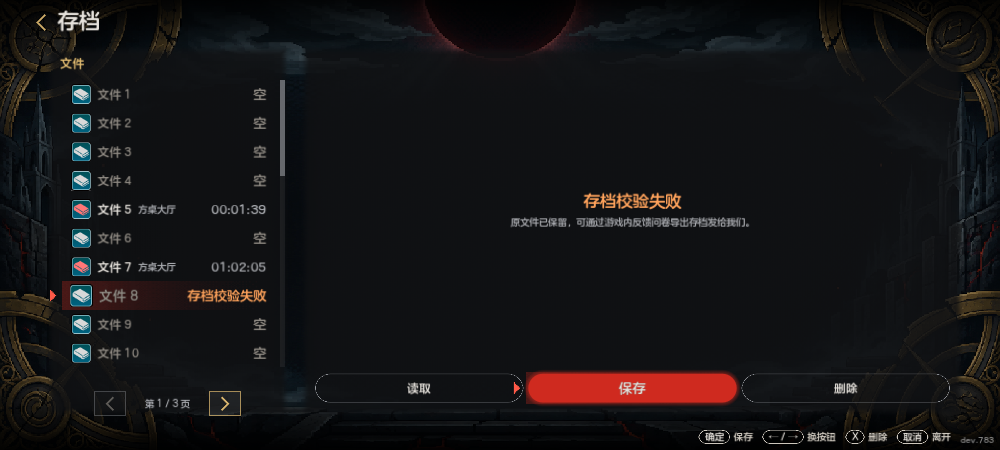 存档
文件
文件 1 空
文件 2 空
文件 3 空
文件 4 空
文件 5 方桌大厅 00:01:39
文件 6 空
文件 7 方桌大厅 01:02:05
文件 8 存档校验失败
文件 9 空
文件 10 空
第 1 / 3 页
存档校验失败
原文件已保留，可通过游戏内反馈问卷导出存档发给我们。
读取 保存 删除
确定 保存 ←/→ 换按钮 X 删除 取消 离开 dev.783